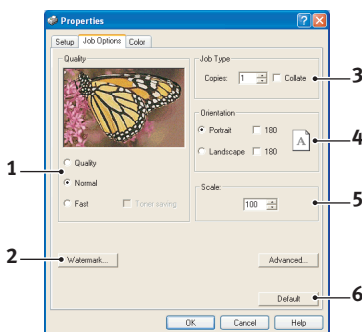 Properties
Setup Job Options Color
Quality
1
Quality
Normal
Fast
Toner saving
2
Watermark...
Job Type
Copies: 1 Collate
3
Orientation
Portrait 180
Landscape 180
A
4
Scale:
100
5
Advanced...
Default
6
OK Cancel Help